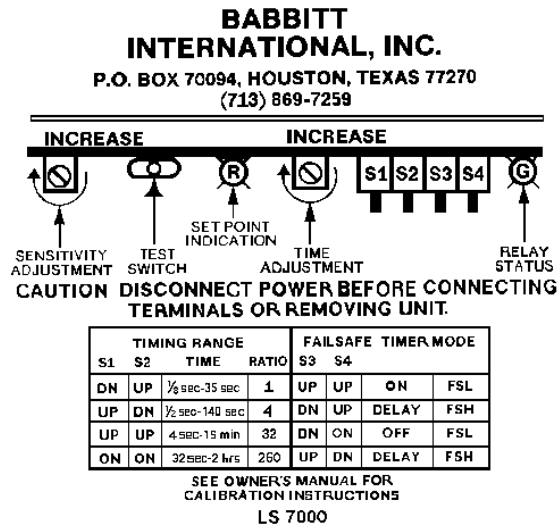 BABBITT
INTERNATIONAL, INC.
P.O. BOX 70094, HOUSTON, TEXAS 77270
(713) 869-7259
INCREASE INCREASE
R S1 S2 S3 S4 G
SET POINT
INDICATION
SENSITIVITY
ADJUSTMENT
TEST
SWITCH
TIME
ADJUSTMENT
RELAY
STATUS
CAUTION DISCONNECT POWER BEFORE CONNECTING
TERMINALS OR REMOVING UNIT.
TIMING RANGE FAILSAFE TIMER MODE
S1 S2 TIME RATIO S3 S4
DN UP ⅛ sec-35 sec 1 UP UP ON FSL
UP DN ½ sec-140 sec 4 DN UP DELAY FSH
UP UP 4 sec-15 min 32 DN ON OFF FSL
ON ON 32 sec-2 hrs 260 UP DN DELAY FSH
SEE OWNER'S MANUAL FOR
CALIBRATION INSTRUCTIONS
LS 7000